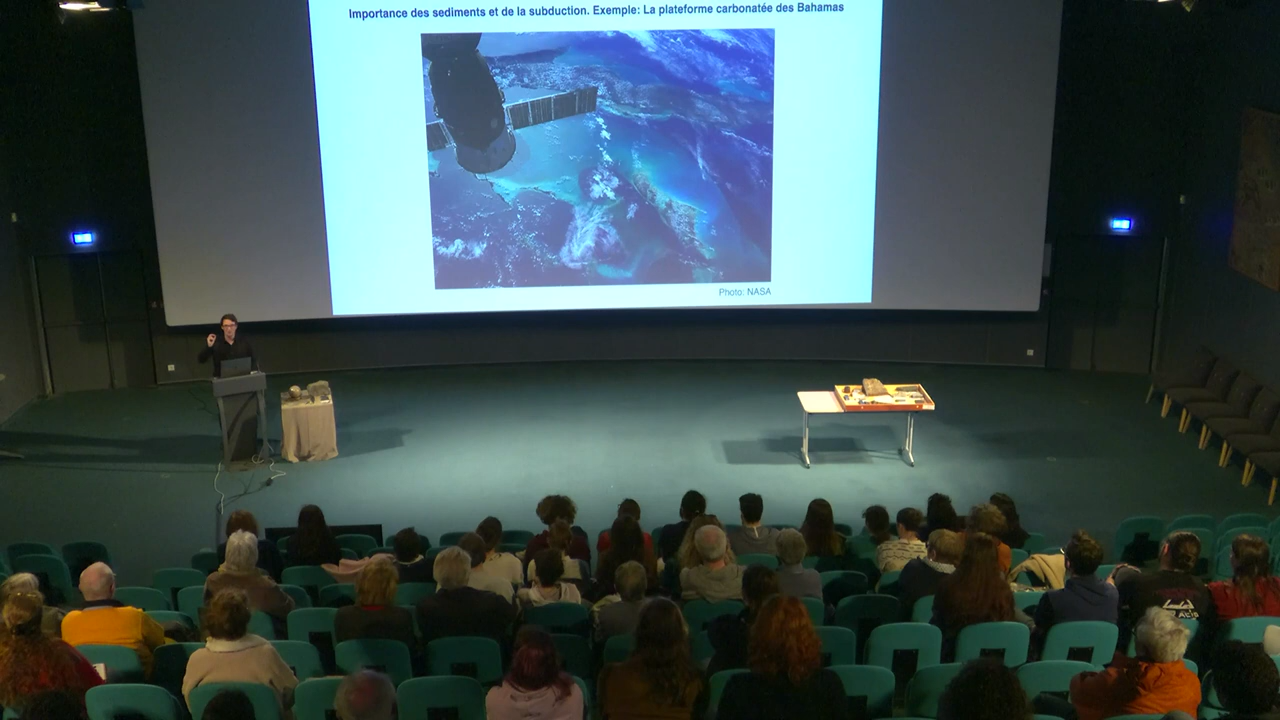 Importance des sediments et de la subduction. Exemple: La plateforme carbonatée des Bahamas
Photo: NASA